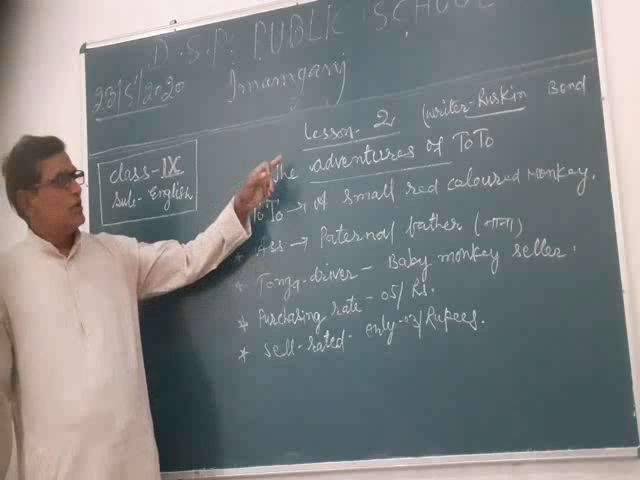 D.S.P. PUBLIC SCHOOL
23/5/2020 Imamganj
Lesson-2 (writer-Ruskin Bond
Class-IX
Sub- English
The adventures of ToTo
ToTo → A small red coloured monkey.
* Ass → Paternal father (नाना)
* Tonga-driver - Baby monkey seller.
* Purchasing rate - 05/Rs.
* Sell-rated- only-03/Rupees.